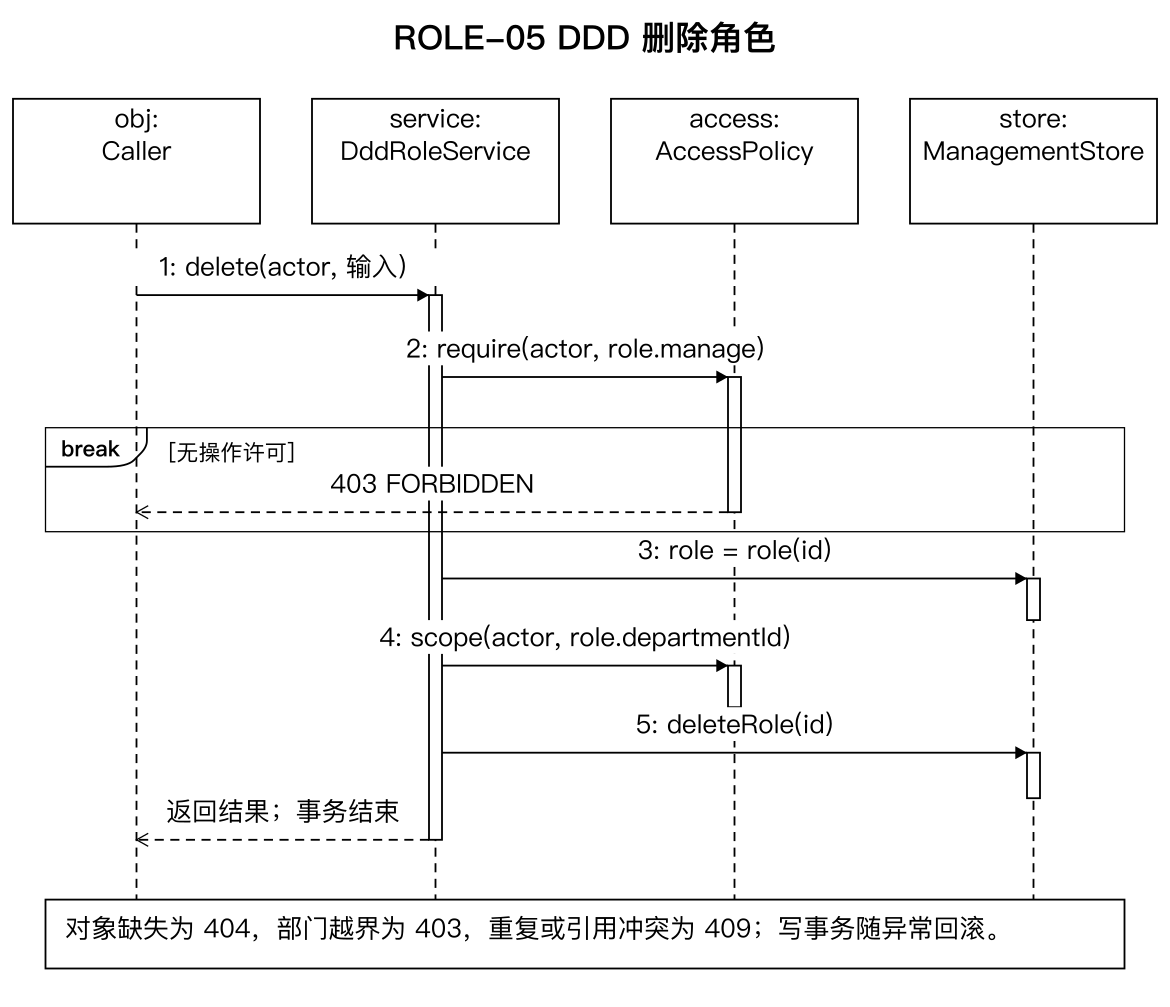 ROLE-05 DDD 删除角色
obj:
Caller
service:
DddRoleService
access:
AccessPolicy
store:
ManagementStore
1: delete(actor, 输入)
2: require(actor, role.manage)
break
[无操作许可]
403 FORBIDDEN
3: role = role(id)
4: scope(actor, role.departmentId)
5: deleteRole(id)
返回结果；事务结束
对象缺失为 404，部门越界为 403，重复或引用冲突为 409；写事务随异常回滚。